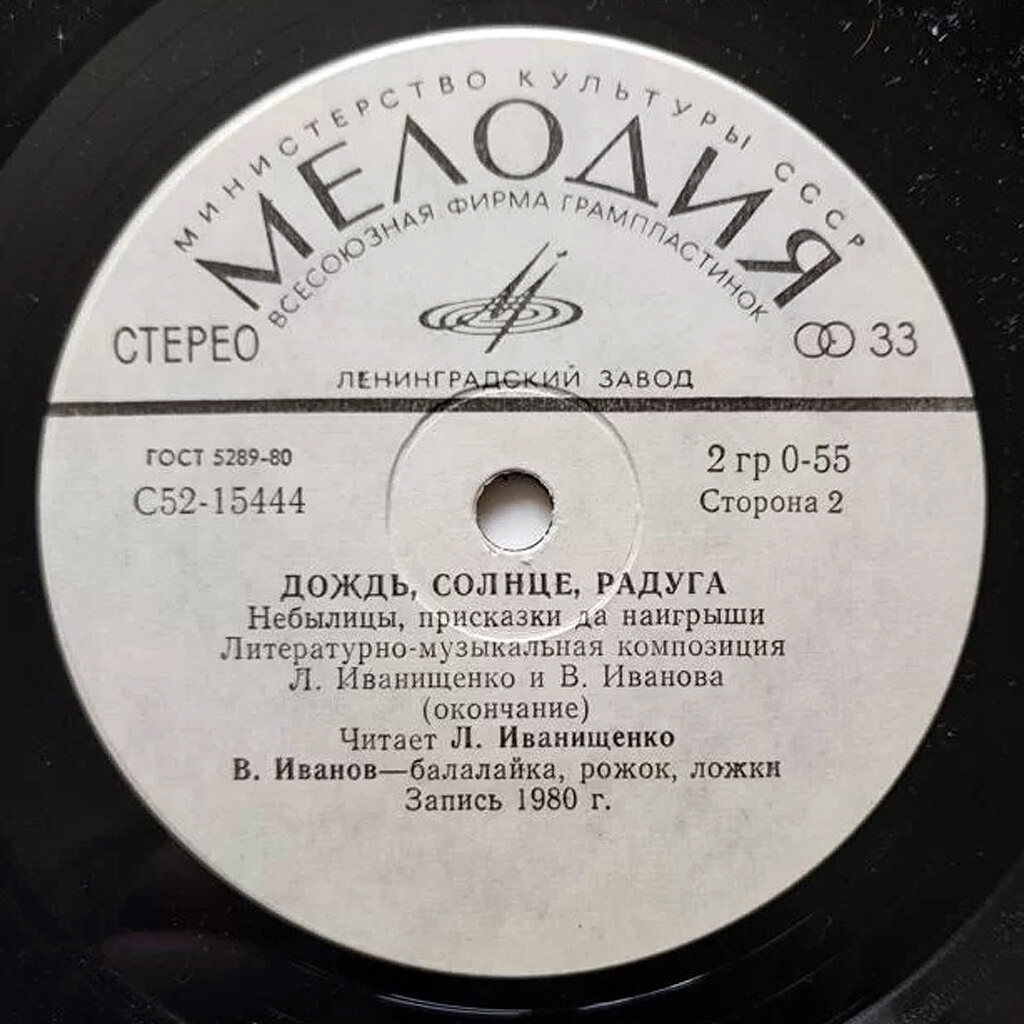 МИНИСТЕРСТВО КУЛЬТУРЫ СССР
МЕЛОДИЯ
ВСЕСОЮЗНАЯ ФИРМА ГРАМПЛАСТИНОК
СТЕРЕО
33
ЛЕНИНГРАДСКИЙ ЗАВОД
ГОСТ 5289-80
2 гр 0-55
С52-15444
Сторона 2
ДОЖДЬ, СОЛНЦЕ, РАДУГА
Небылицы, присказки да наигрыши
Литературно-музыкальная композиция
Л. Иванищенко и В. Иванова
(окончание)
Читает Л. Иванищенко
В. Иванов—балалайка, рожок, ложки
Запись 1980 г.